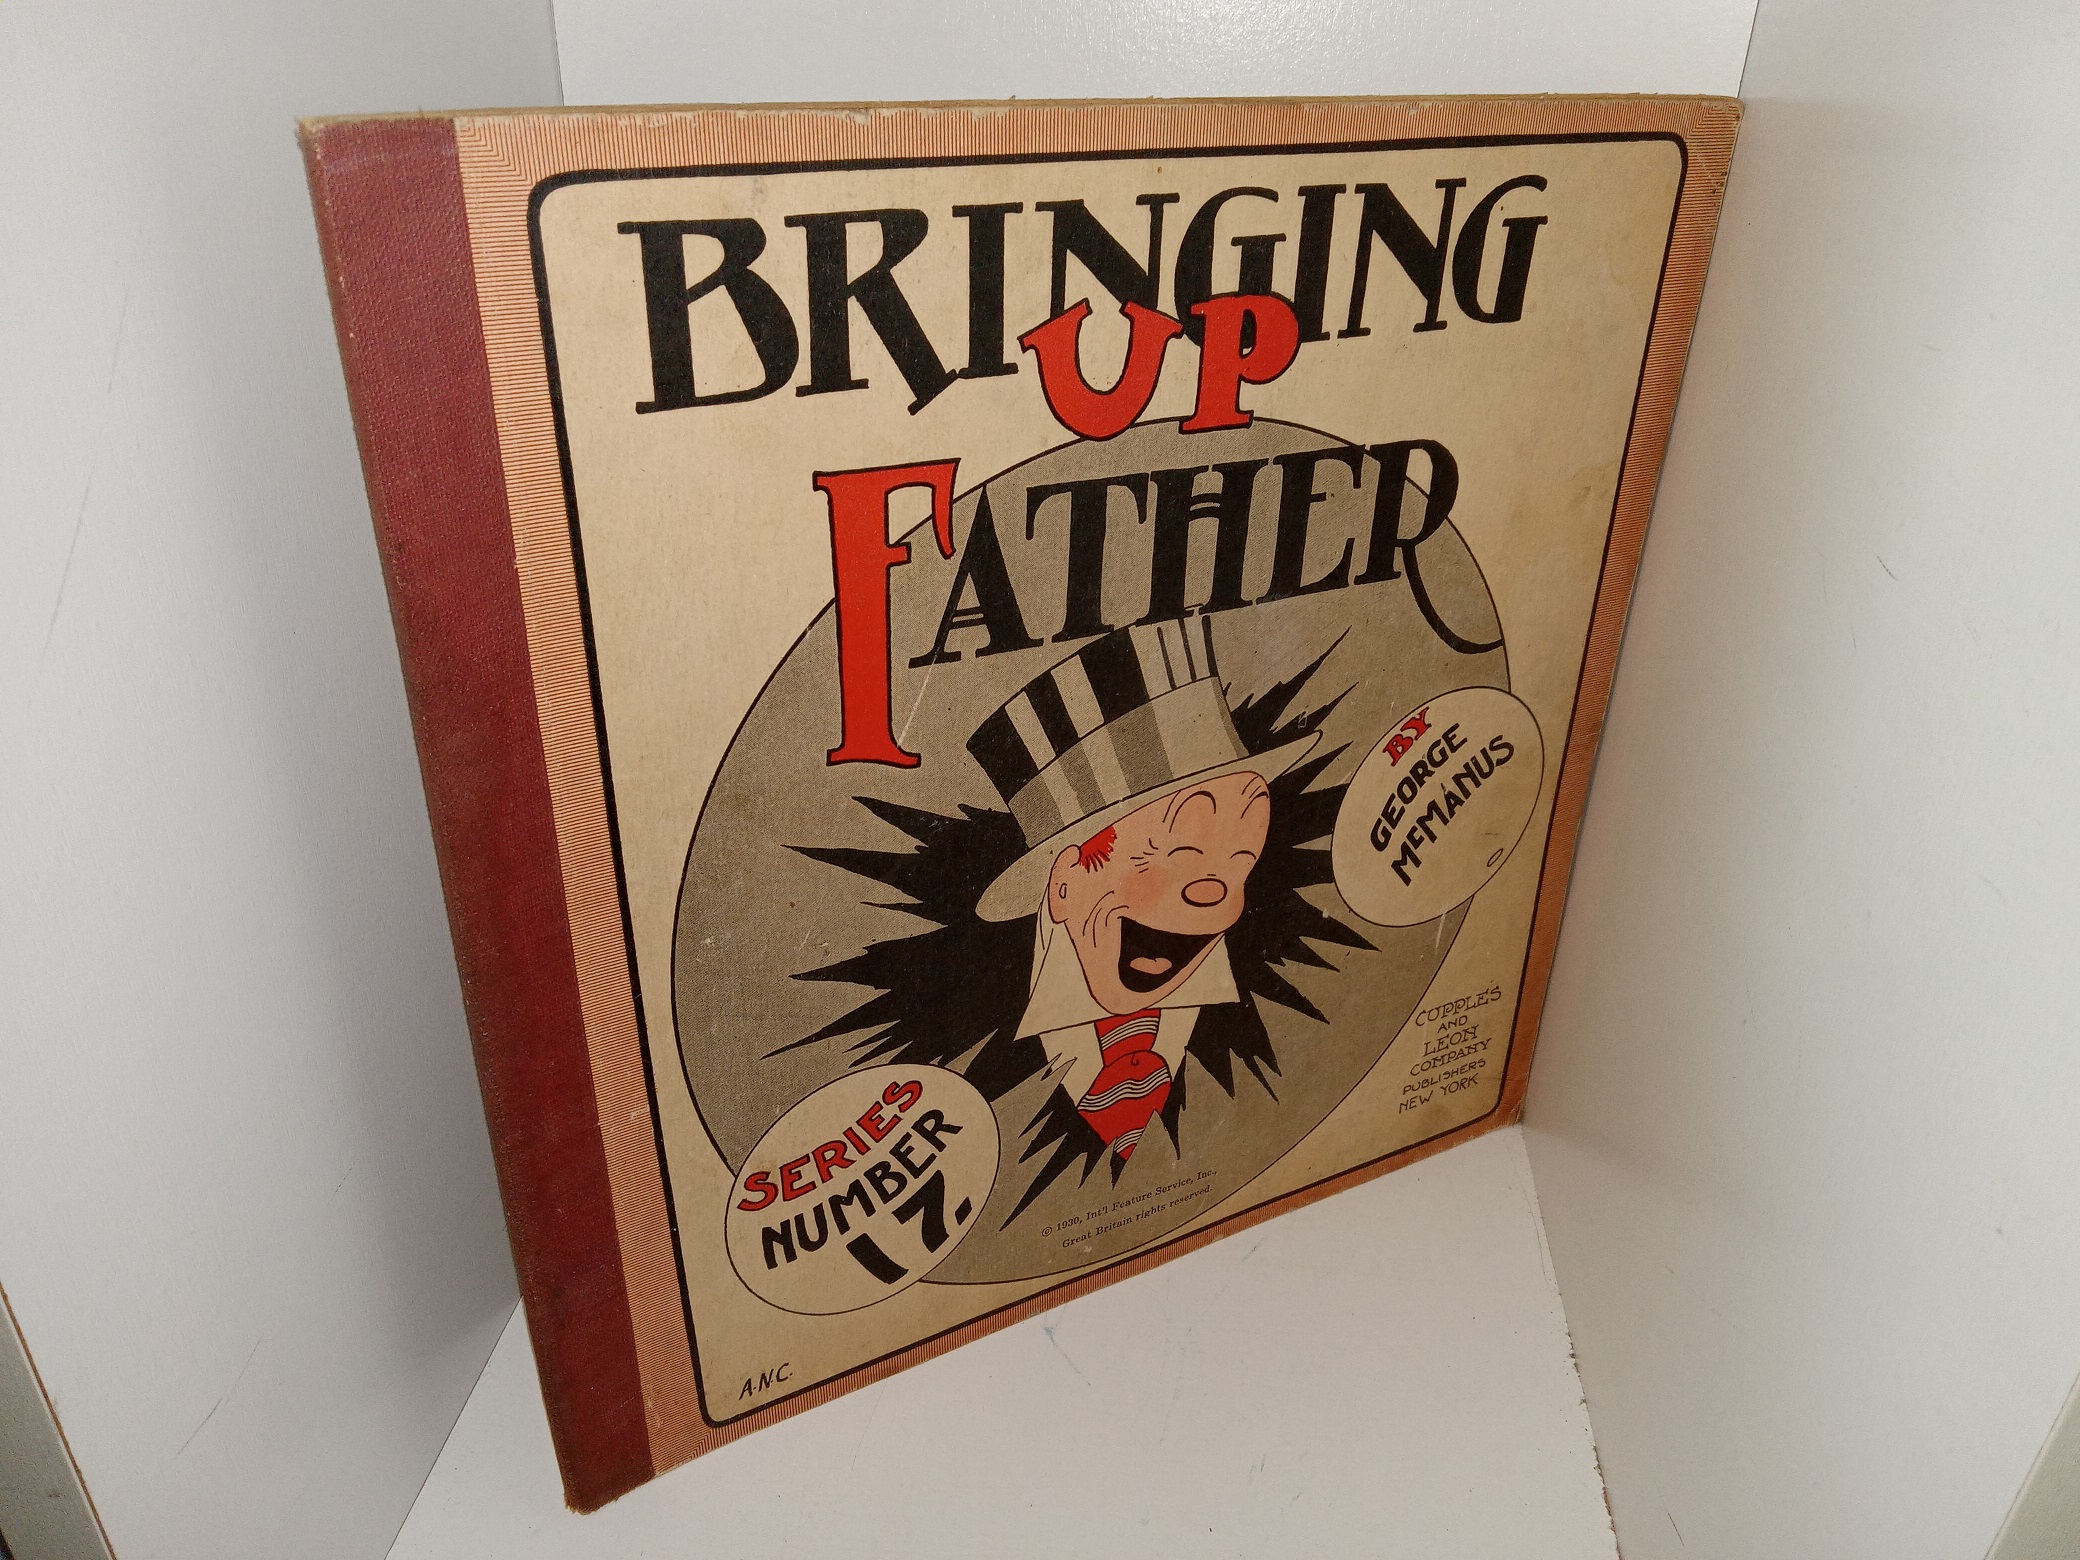 BRINGING
UP
FATHER
BY
GEORGE
McMANUS
CUPPLES
AND
LEON
COMPANY
PUBLISHERS
NEW YORK
SERIES
NUMBER
17.
© 1930, Int'l Feature Service, Inc.,
Great Britain rights reserved.
A.N.C.